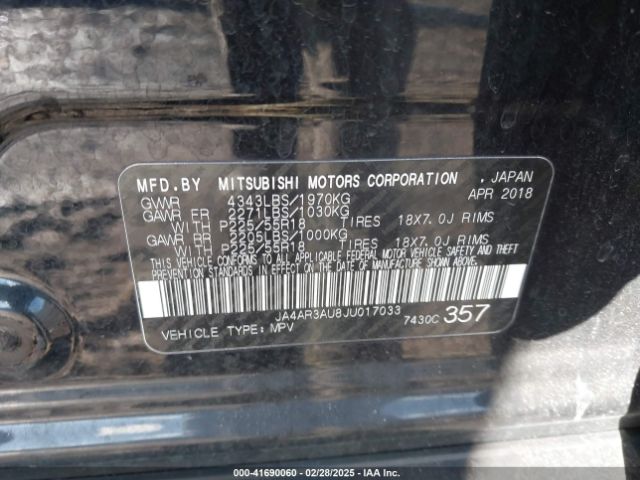 MFD.BY MITSUBISHI MOTORS CORPORATION , JAPAN
GVWR 4343LBS/1970KG APR 2018
GAWR FR 2271LBS/1030KG
WITH P225/55R18 TIRES 18X7.0J RIMS
GAWR RR 2205LBS/1000KG
WITH P225/55R18 TIRES 18X7.0J RIMS
THIS VEHICLE CONFORMS TO ALL APPLICABLE FEDERAL MOTOR VEHICLE SAFETY AND THEFT
PREVENTION STANDARDS IN EFFECT ON THE DATE OF MANUFACTURE SHOWN ABOVE.
JA4AR3AU8JU017033
VEHICLE TYPE: MPV 7430C 357
000-41690060 - 02/28/2025 - IAA Inc.